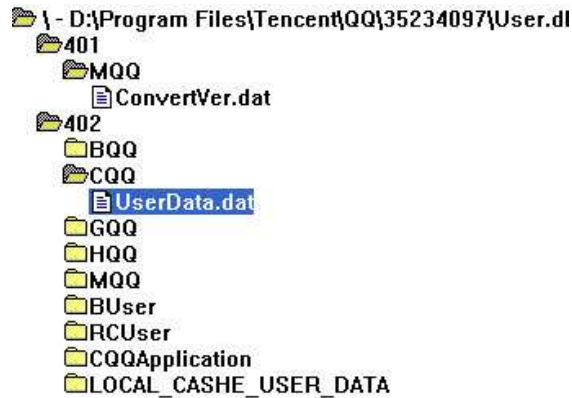 \ - D:\Program Files\Tencent\QQ\35234097\User.dl
401
MQQ
ConvertVer.dat
402
BQQ
CQQ
UserData.dat
GQQ
HQQ
MQQ
BUser
RCUser
CQQApplication
LOCAL_CASHE_USER_DATA